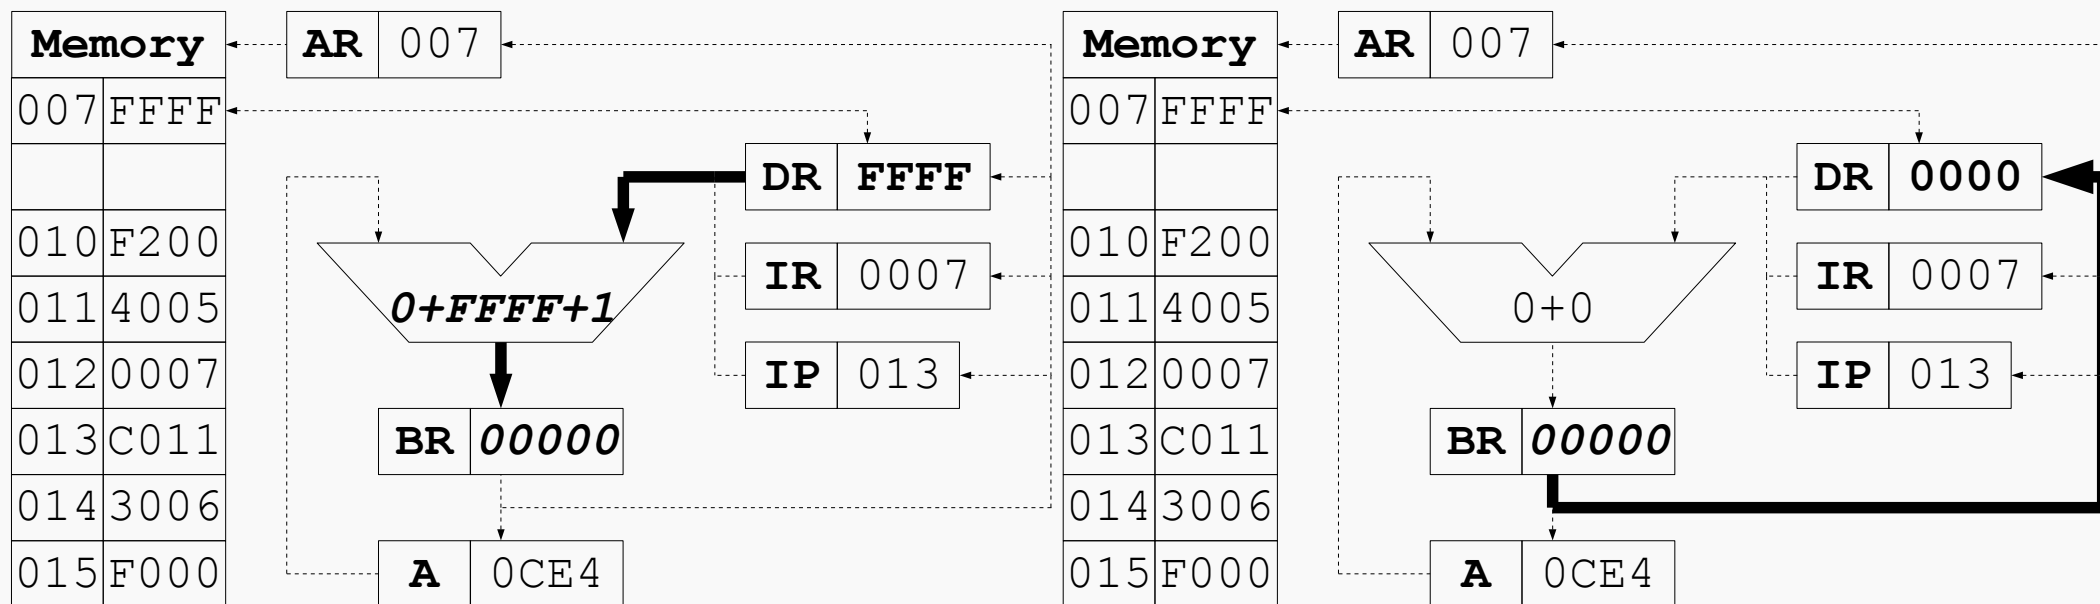 Memory AR 007
007 FFFF
DR FFFF
010 F200
IR 0007
011 4005
0+FFFF+1
012 0007
IP 013
013 C011
BR 00000
014 3006
015 F000
A 0CE4
Memory AR 007
007 FFFF
DR 0000
010 F200
IR 0007
011 4005
0+0
012 0007
IP 013
013 C011
BR 00000
014 3006
015 F000
A 0CE4